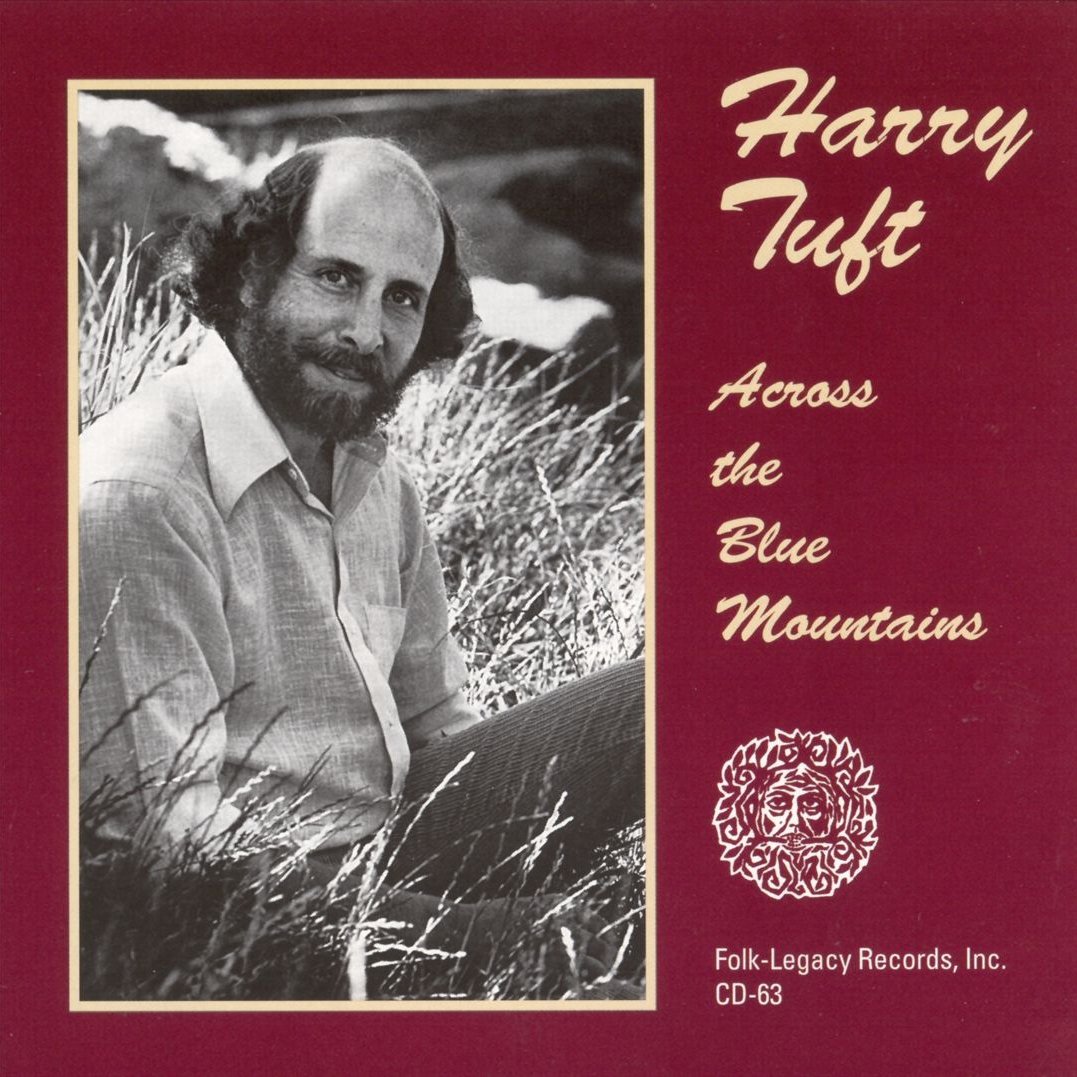 Harry
Tuft
Across
the
Blue
Mountains
Folk-Legacy Records, Inc.
CD-63